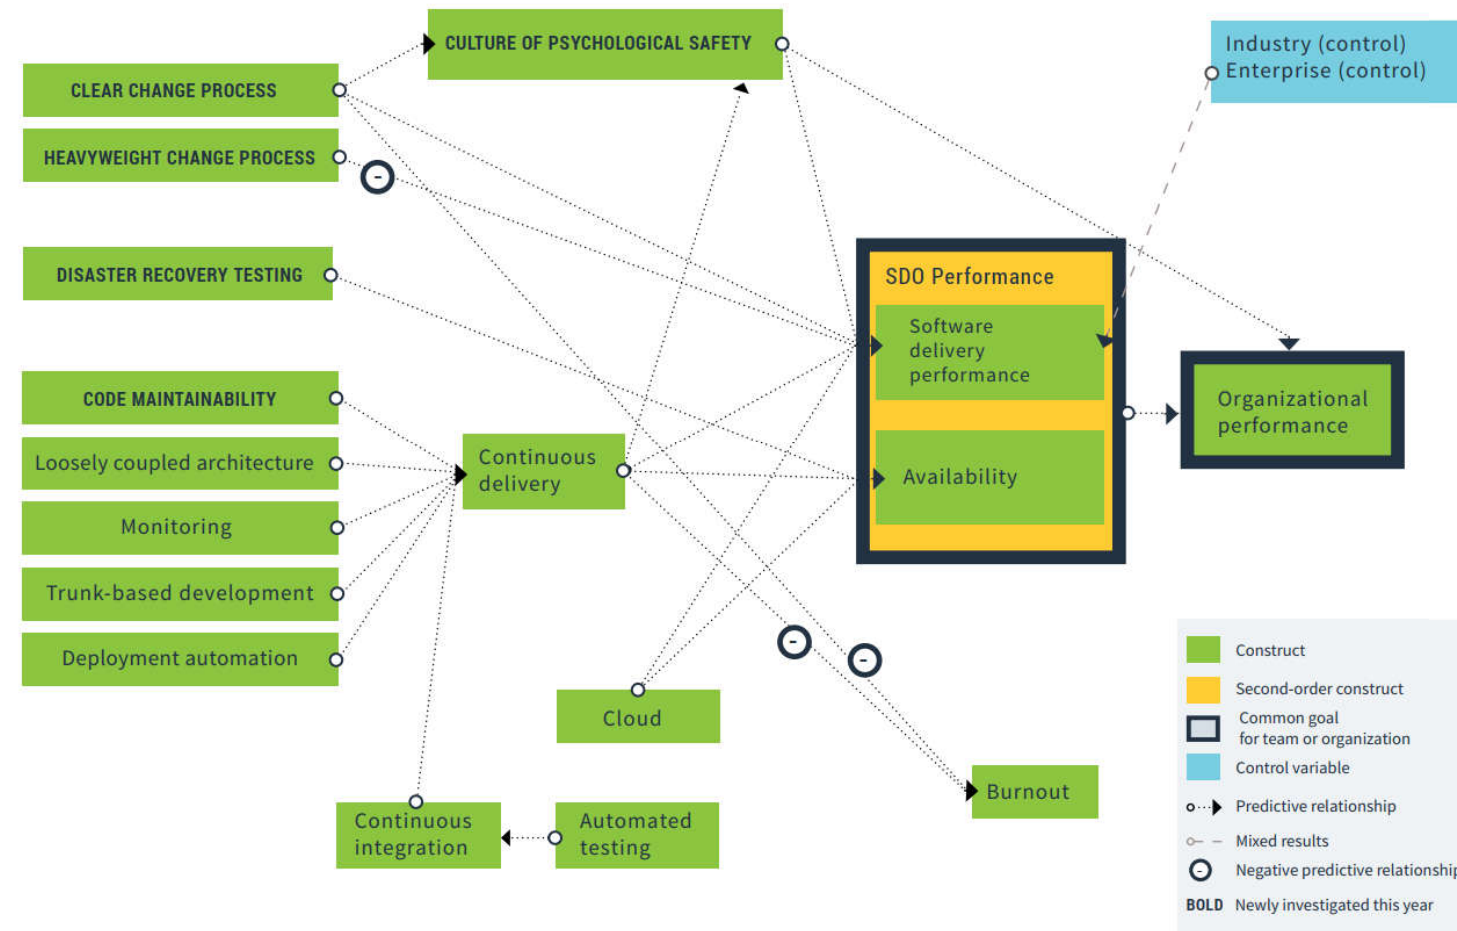 CULTURE OF PSYCHOLOGICAL SAFETY
Industry (control)
Enterprise (control)
CLEAR CHANGE PROCESS
HEAVYWEIGHT CHANGE PROCESS
-
DISASTER RECOVERY TESTING
SDO Performance
Software
delivery
performance
Availability
Organizational
performance
CODE MAINTAINABILITY
Loosely coupled architecture
Monitoring
Trunk-based development
Deployment automation
Continuous
delivery
-
-
Cloud
Burnout
Continuous
integration
Automated
testing
Construct
Second-order construct
Common goal
for team or organization
Control variable
Predictive relationship
Mixed results
- Negative predictive relationship
BOLD Newly investigated this year